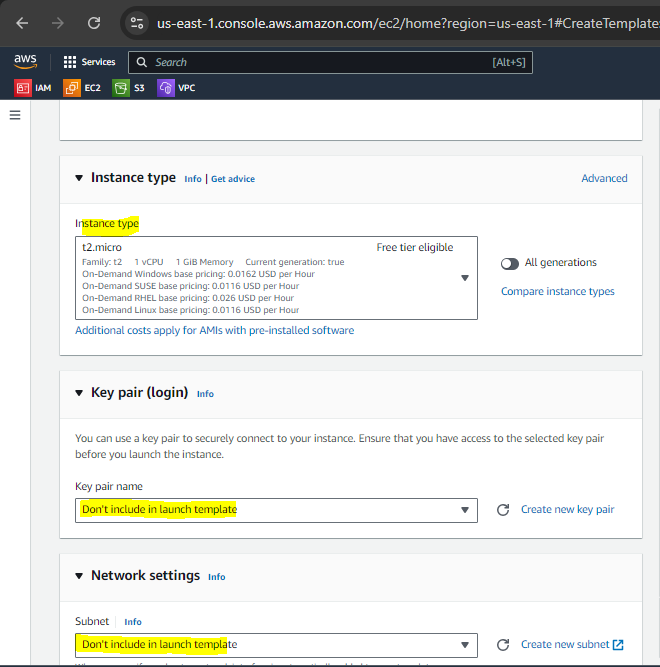 us-east-1.console.aws.amazon.com/ec2/home?region=us-east-1#CreateTemplate
aws Services Search [Alt+S]
IAM EC2 S3 VPC
Instance type Info | Get advice Advanced
Instance type
t2.micro Free tier eligible
Family: t2 1 vCPU 1 GiB Memory Current generation: true
On-Demand Windows base pricing: 0.0162 USD per Hour
On-Demand SUSE base pricing: 0.0116 USD per Hour
On-Demand RHEL base pricing: 0.026 USD per Hour
On-Demand Linux base pricing: 0.0116 USD per Hour
All generations
Compare instance types
Additional costs apply for AMIs with pre-installed software
Key pair (login) Info
You can use a key pair to securely connect to your instance. Ensure that you have access to the selected key pair
before you launch the instance.
Key pair name
Don't include in launch template Create new key pair
Network settings Info
Subnet Info
Don't include in launch template Create new subnet